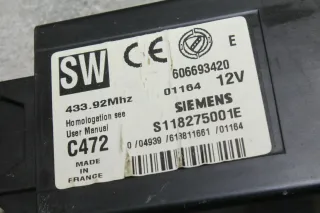 SW CE E
606693420
01164 12V
433.92Mhz
Homologation see
User Manual
SIEMENS
C472
S118275001E
MADE IN
FRANCE
0 /04939 /613811661 /01164